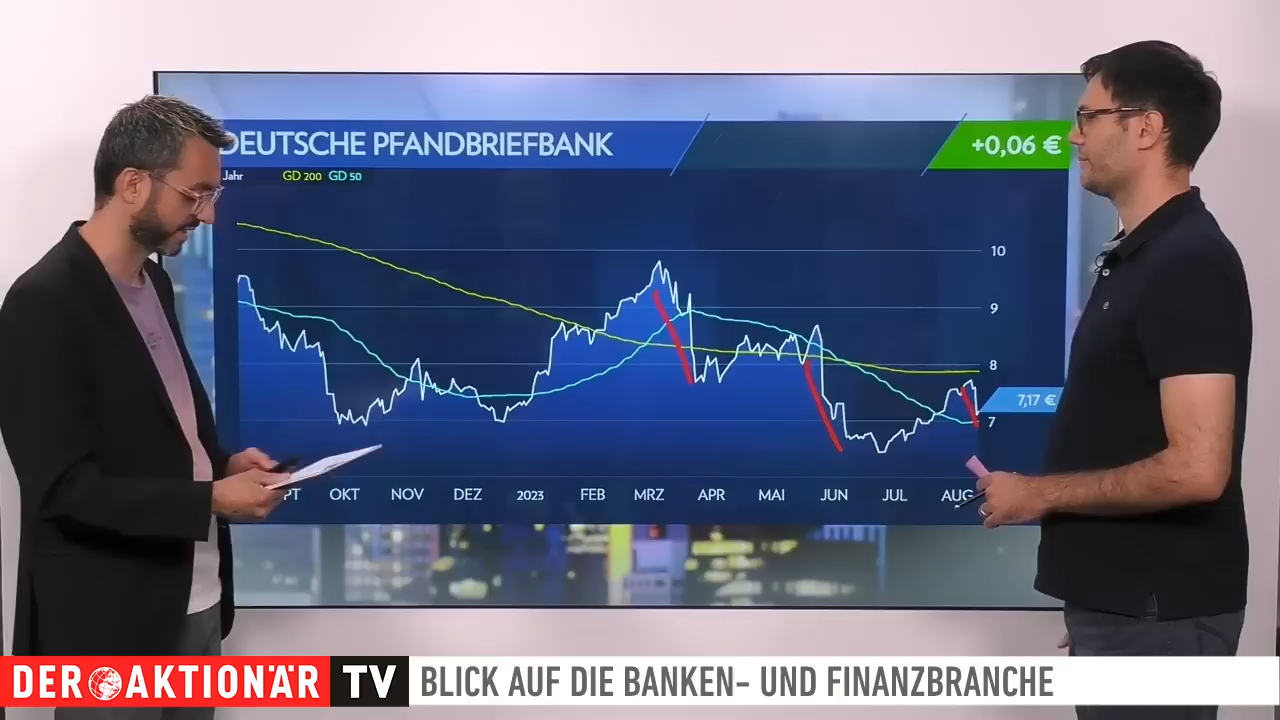 DEUTSCHE PFANDBRIEFBANK
+0,06 €
Jahr GD 200 GD 50
10
9
8
7,17 €
7
PT OKT NOV DEZ 2023 FEB MRZ APR MAI JUN JUL AUG
DER AKTIONÄR TV BLICK AUF DIE BANKEN- UND FINANZBRANCHE